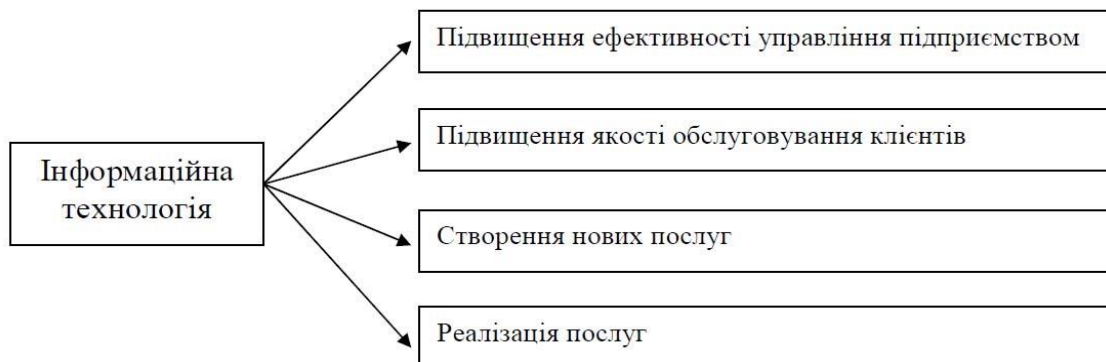 Підвищення ефективності управління підприємством
Підвищення якості обслуговування клієнтів
Інформаційна
технологія
Створення нових послуг
Реалізація послуг